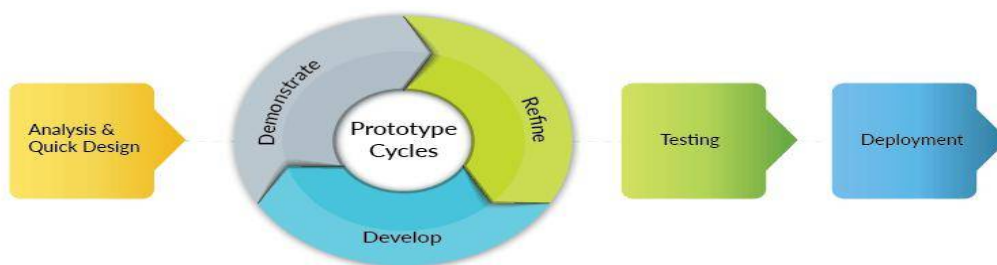 Analysis &
Quick Design
Demonstrate
Refine
Develop
Prototype
Cycles
Testing
Deployment